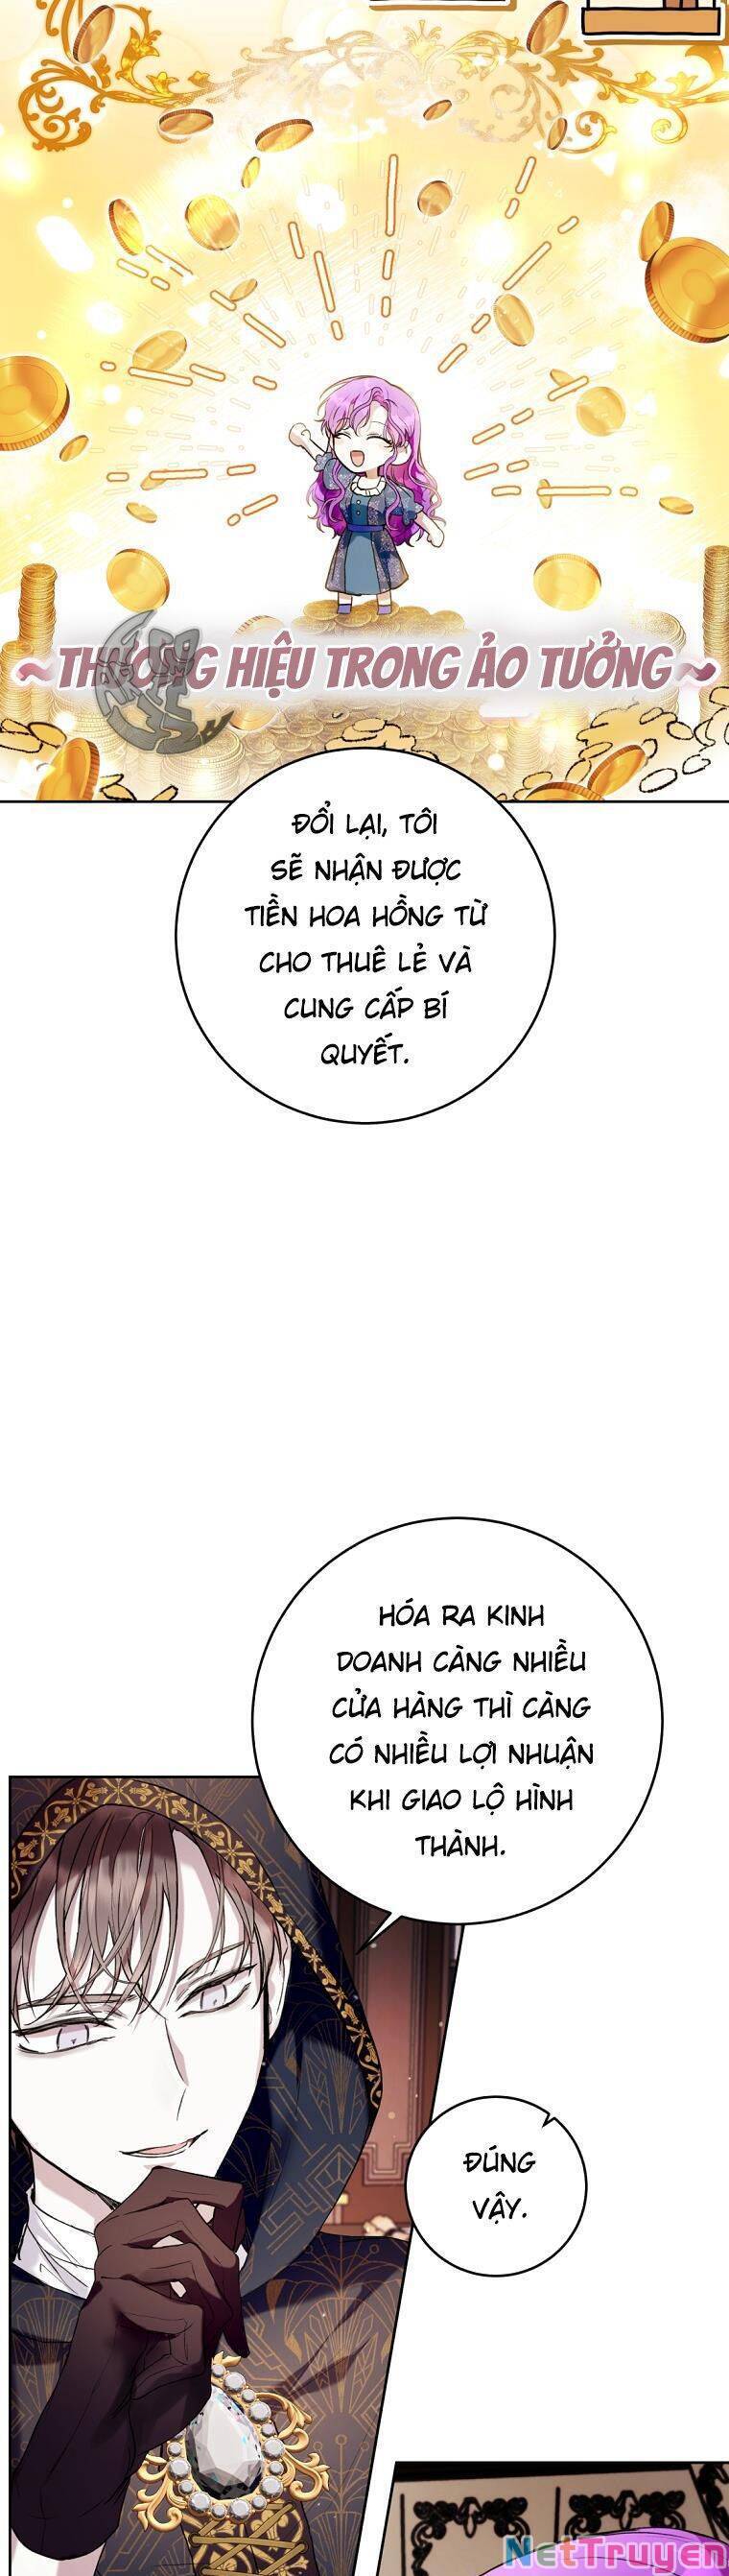 ~THƯƠNG HIỆU TRONG ẢO TƯỞNG~
ĐỔI LẠI, TÔI
SẼ NHẬN ĐƯỢC
TIỀN HOA HỒNG TỪ
CHO THUÊ LẺ VÀ
CUNG CẤP BÍ
QUYẾT.
HÓA RA KINH
DOANH CÀNG NHIỀU
CỬA HÀNG THÌ CÀNG
CÓ NHIỀU LỢI NHUẬN
KHI GIAO LỘ HÌNH
THÀNH.
ĐÚNG
VẬY.
NetTruyen